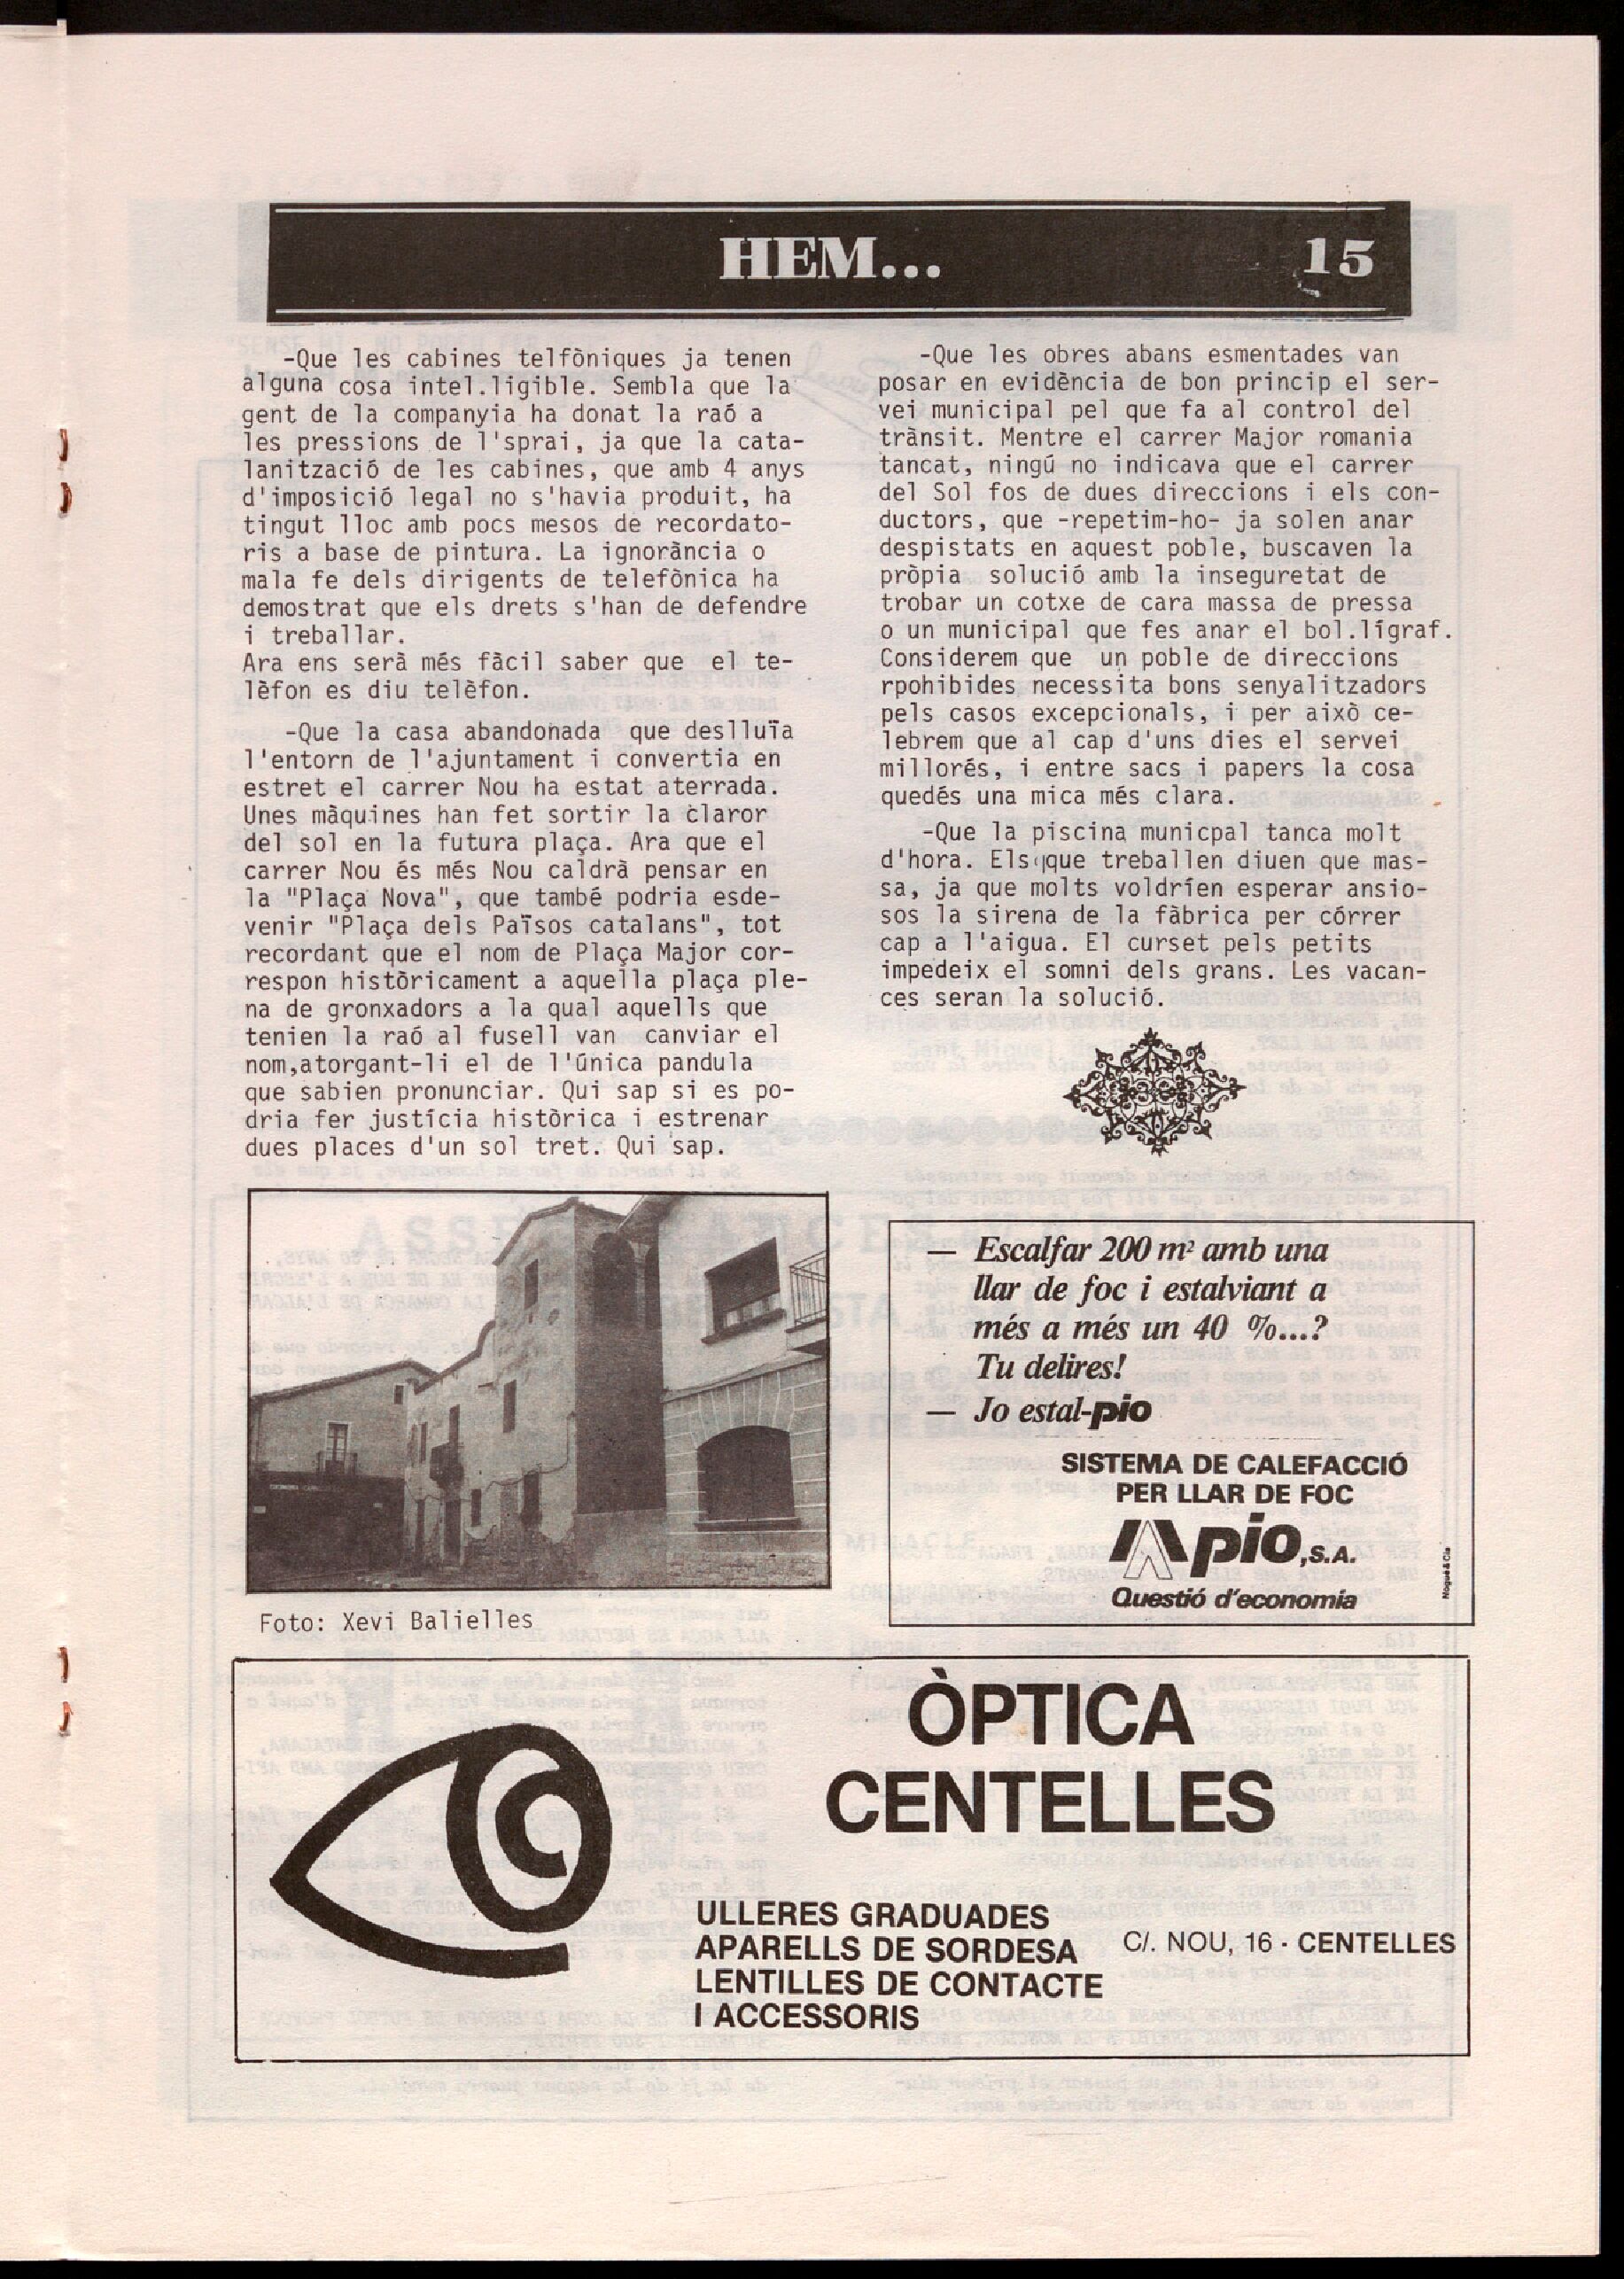 HEM...
15
-Que les cabines telfòniques ja tenen
alguna cosa intel.ligible. Sembla que la
gent de la companyia ha donat la raó a
les pressions de l'sprai, ja que la cata-
lanització de les cabines, que amb 4 anys
d'imposició legal no s'havia produit, ha
tingut lloc amb pocs mesos de recordato-
ris a base de pintura. La ignorància o
mala fe dels dirigents de telefònica ha
demostrat que els drets s'han de defendre
i treballar.
Ara ens serà més fàcil saber que el te-
lèfon es diu telèfon.
-Que la casa abandonada que deslluïa
l'entorn de l'ajuntament i convertia en
estret el carrer Nou ha estat aterrada.
Unes màquines han fet sortir la claror
del sol en la futura plaça. Ara que el
carrer Nou és més Nou caldrà pensar en
la "Plaça Nova", que també podria esde-
venir "Plaça dels Països catalans", tot
recordant que el nom de Plaça Major cor-
respon històricament a aquella plaça ple-
na de gronxadors a la qual aquells que
tenien la raó al fusell van canviar el
nom,atorgant-li el de l'única pandula
que sabien pronunciar. Qui sap si es po-
dria fer justícia històrica i estrenar
dues places d'un sol tret. Qui sap.
Foto: Xevi Balielles
-Que les obres abans esmentades van
posar en evidència de bon princip el ser-
vei municipal pel que fa al control del
trànsit. Mentre el carrer Major romania
tancat, ningú no indicava que el carrer
del Sol fos de dues direccions i els con-
ductors, que -repetim-ho- ja solen anar
despistats en aquest poble, buscaven la
pròpia solució amb la inseguretat de
trobar un cotxe de cara massa de pressa
o un municipal que fes anar el bol.lígraf.
Considerem que un poble de direccions
rpohibides necessita bons senyalitzadors
pels casos excepcionals, i per això ce-
lebrem que al cap d'uns dies el servei
millorés, i entre sacs i papers la cosa
quedés una mica més clara.
-Que la piscina municpal tanca molt
d'hora. Els que treballen diuen que mas-
sa, ja que molts voldríen esperar ansio-
sos la sirena de la fàbrica per córrer
cap a l'aigua. El curset pels petits
impedeix el somni dels grans. Les vacan-
ces seran la solució.
— Escalfar 200 m² amb una
llar de foc i estalviant a
més a més un 40 %...?
Tu delires!
— Jo estal-pio
SISTEMA DE CALEFACCIÓ
PER LLAR DE FOC
pio,S.A.
Questió d'economia
Nogué & Cia
ÒPTICA
CENTELLES
ULLERES GRADUADES
APARELLS DE SORDESA
LENTILLES DE CONTACTE
I ACCESSORIS
C/. NOU, 16 - CENTELLES